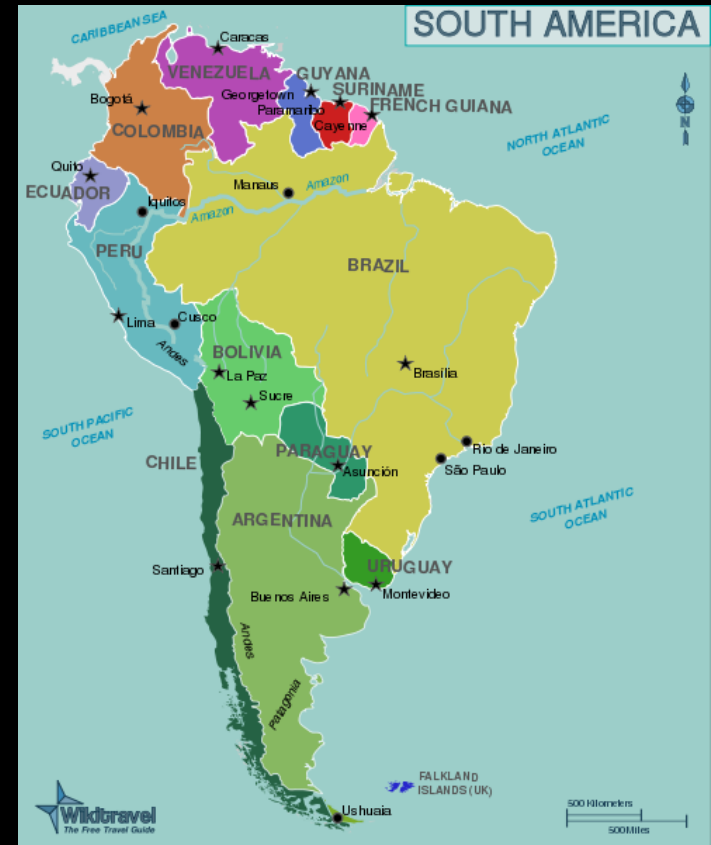 SOUTH AMERICA
CARIBBEAN SEA
Caracas
VENEZUELA
GUYANA
Georgetown
SURINAME
Bogotá
Paramaribo
FRENCH GUIANA
COLOMBIA
Cayenne
N
NORTH ATLANTIC
OCEAN
Quito
ECUADOR
Manaus
Amazon
Iquitos
Amazon
PERU
BRAZIL
Lima
Cusco
Andes
BOLIVIA
La Paz
Brasília
Sucre
SOUTH PACIFIC
OCEAN
CHILE
PARAGUAY
Asunción
Rio de Janeiro
São Paulo
ARGENTINA
SOUTH ATLANTIC
OCEAN
Santiago
URUGUAY
Buenos Aires
Montevideo
Andes
Patagonia
FALKLAND
ISLANDS (UK)
Ushuaia
Wikitravel
The Free Travel Guide
500 Kilometers
500 Miles